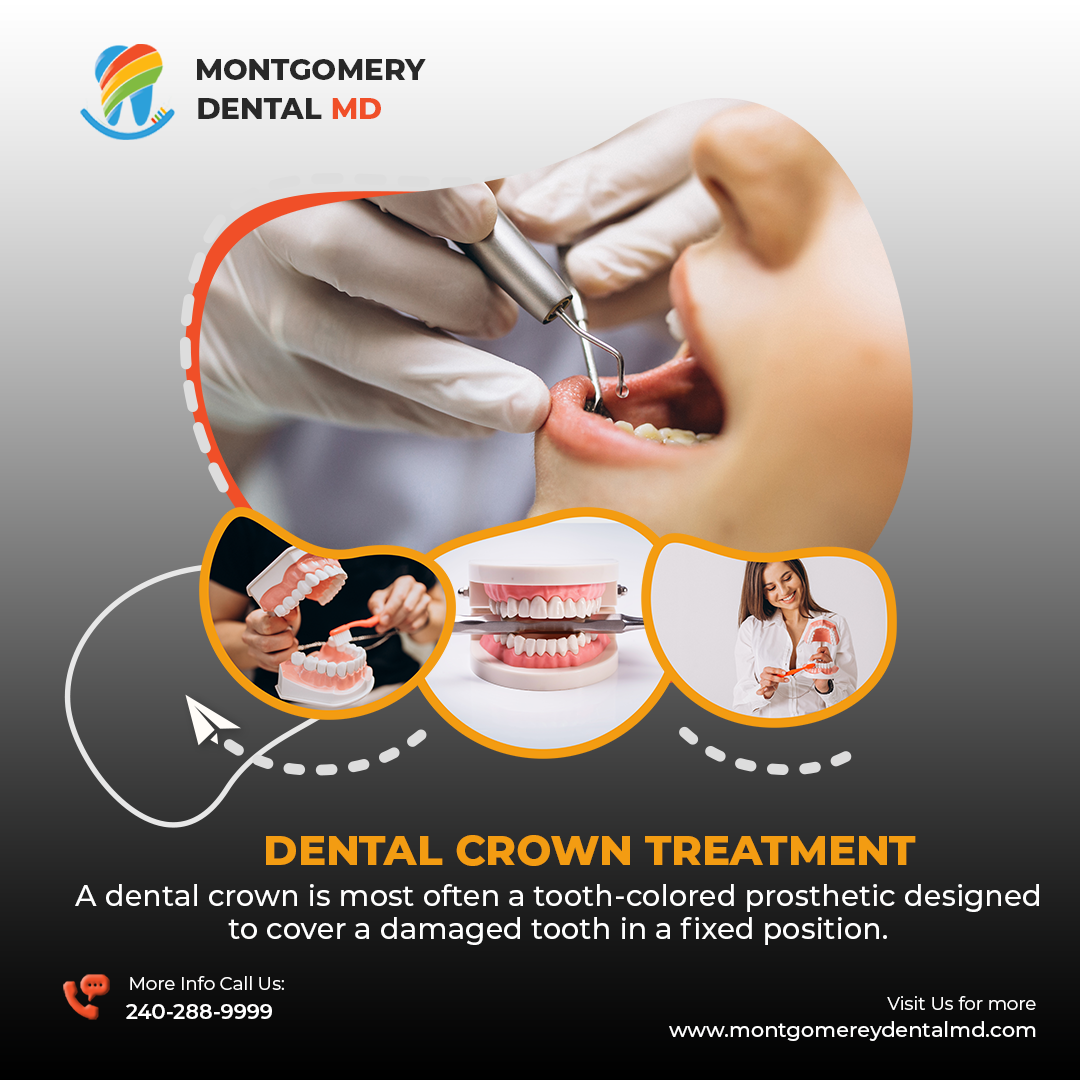 MONTGOMERY
DENTAL MD
DENTAL CROWN TREATMENT
A dental crown is most often a tooth-colored prosthetic designed
to cover a damaged tooth in a fixed position.
More Info Call Us:
240-288-9999
Visit Us for more
www.montgomereydentalmd.com